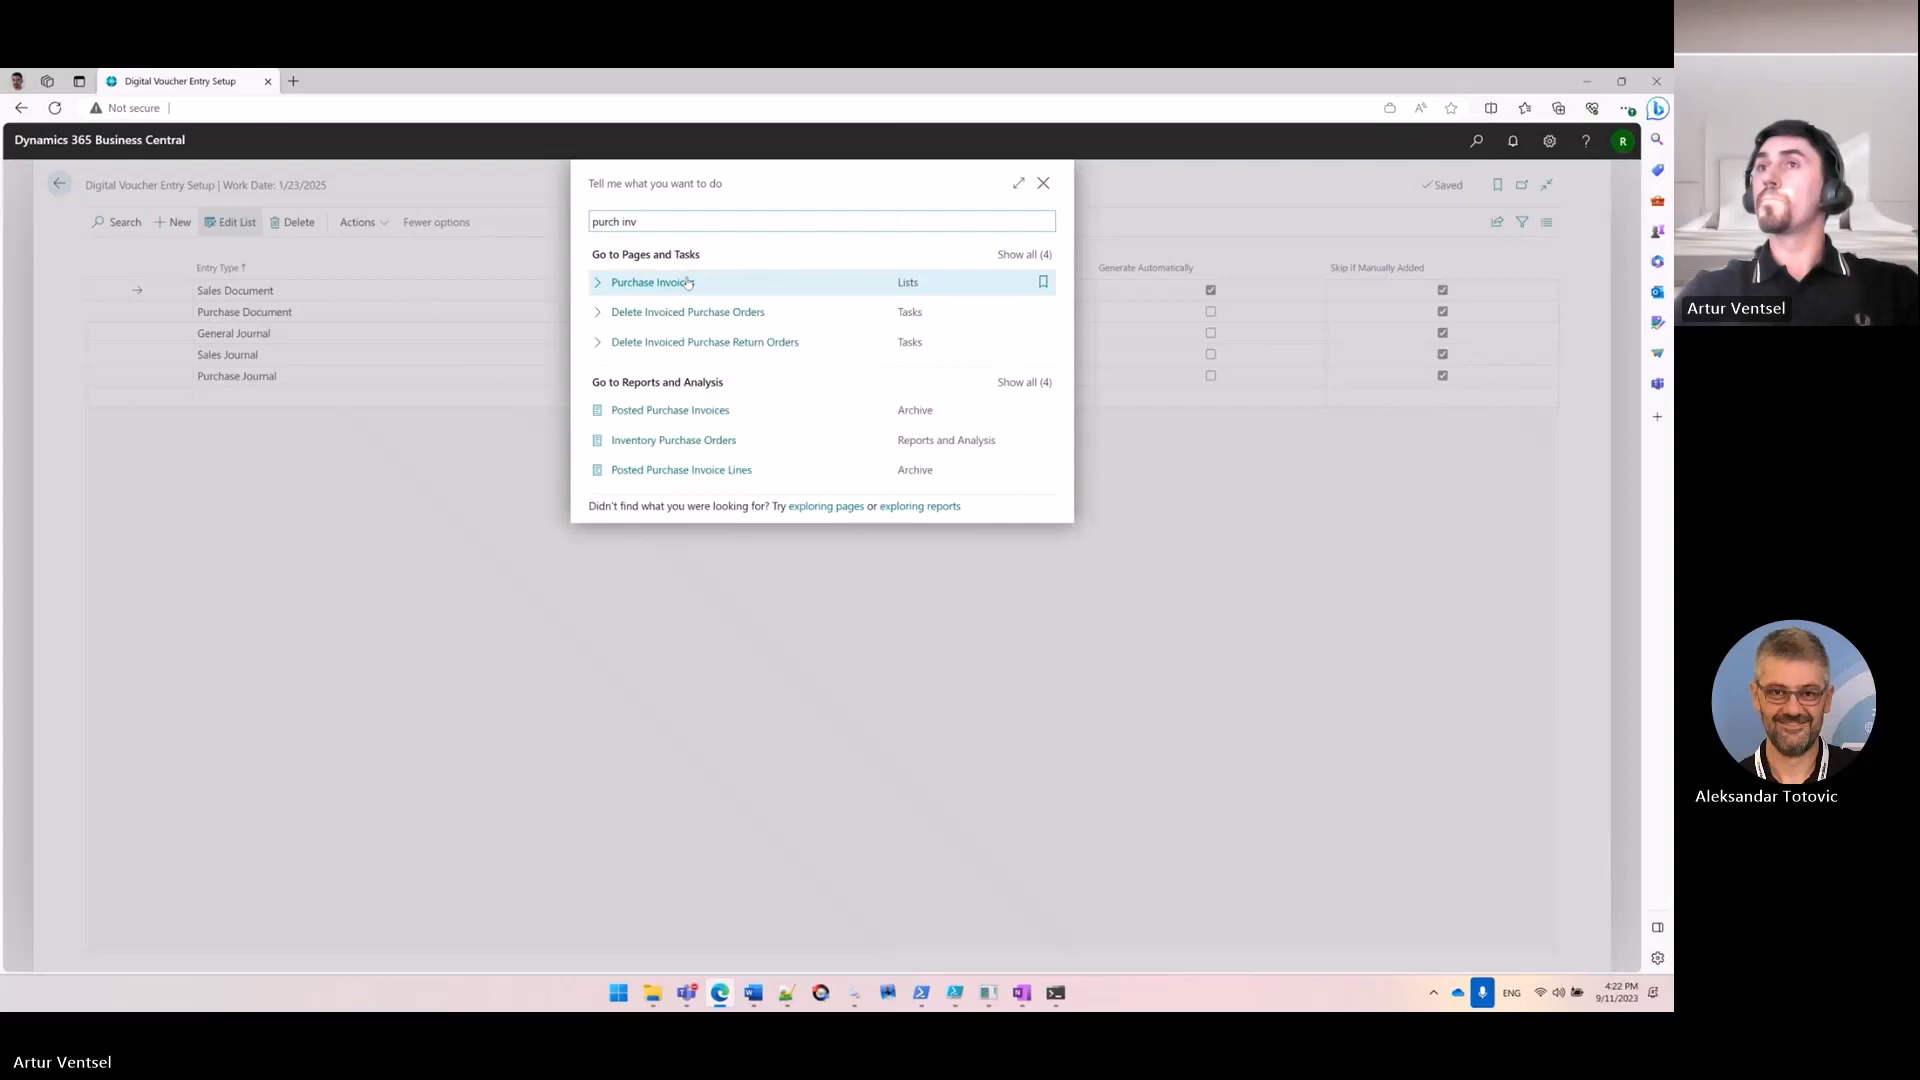 Digital Voucher Entry Setup
Not secure
Dynamics 365 Business Central
R
Digital Voucher Entry Setup | Work Date: 1/23/2025
Saved
Search
New
Edit List
Delete
Actions
Fewer options
Entry Type ↑
Generate Automatically
Skip If Manually Added
Sales Document
Purchase Document
General Journal
Sales Journal
Purchase Journal
Tell me what you want to do
purch inv
Go to Pages and Tasks
Show all (4)
Purchase Invoices
Lists
Delete Invoiced Purchase Orders
Tasks
Delete Invoiced Purchase Return Orders
Tasks
Go to Reports and Analysis
Show all (4)
Posted Purchase Invoices
Archive
Inventory Purchase Orders
Reports and Analysis
Posted Purchase Invoice Lines
Archive
Didn't find what you were looking for? Try exploring pages or exploring reports
ENG
4:22 PM
9/11/2023
Artur Ventsel
Aleksandar Totovic
Artur Ventsel